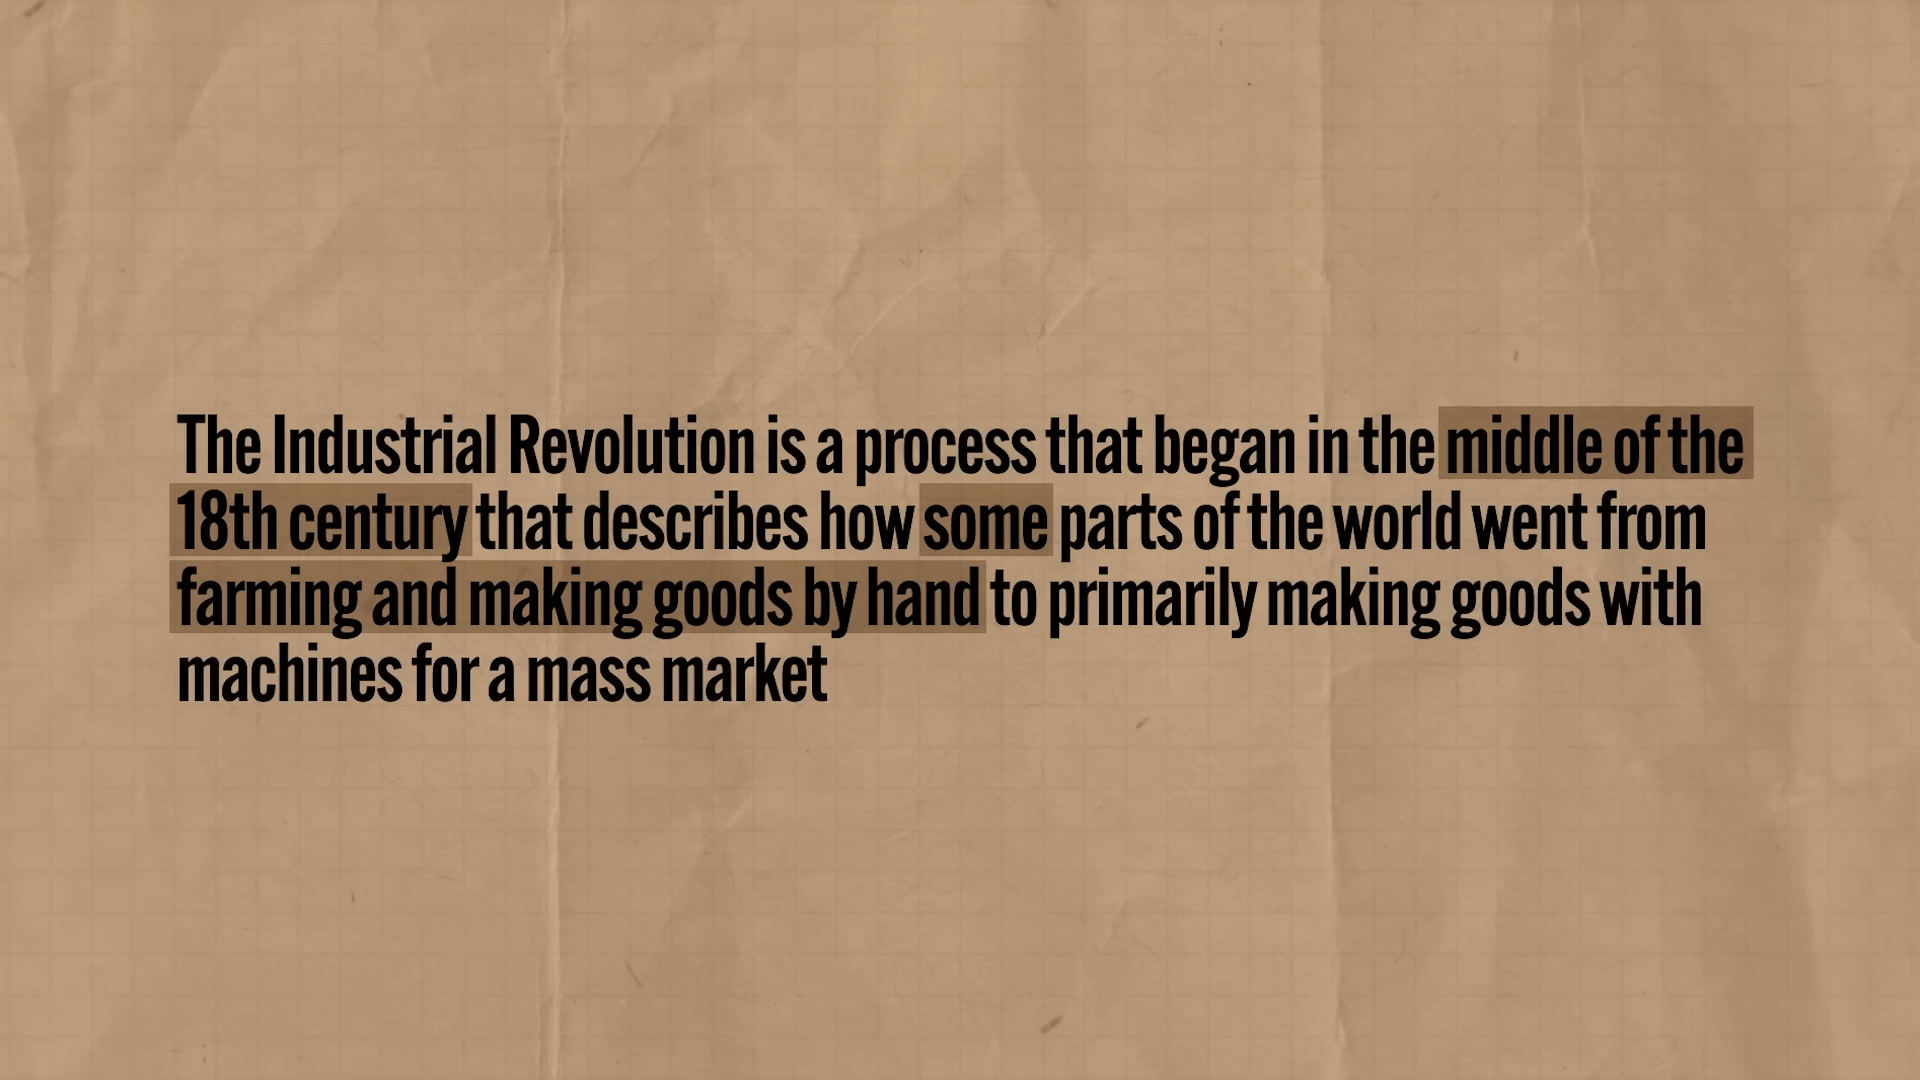 The Industrial Revolution is a process that began in the middle of the
18th century that describes how some parts of the world went from
farming and making goods by hand to primarily making goods with
machines for a mass market